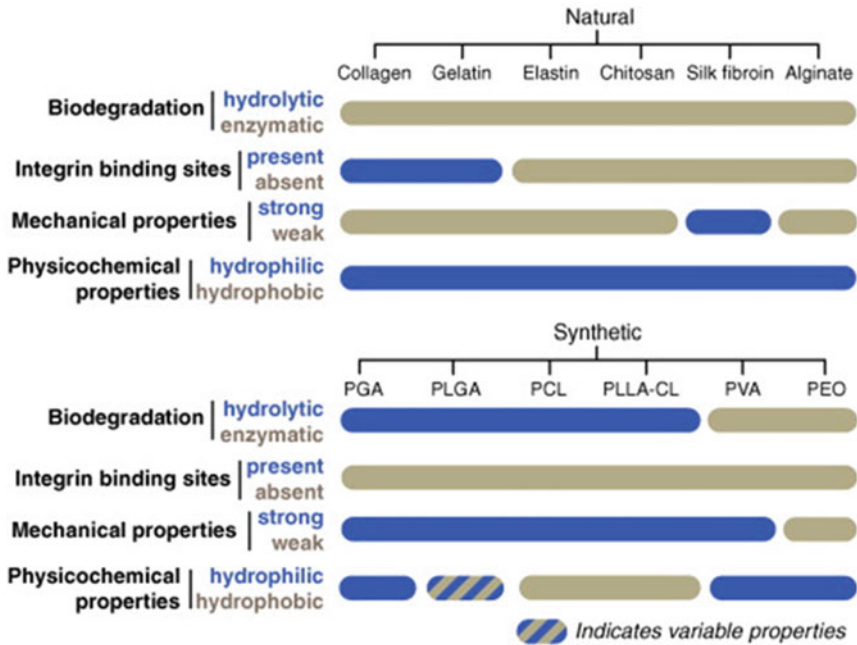 Natural
Collagen Gelatin Elastin Chitosan Silk fibroin Alginate
Biodegradation hydrolytic
enzymatic
Integrin binding sites present
absent
Mechanical properties strong
weak
Physicochemical hydrophilic
properties hydrophobic
Synthetic
PGA PLGA PCL PLLA-CL PVA PEO
Biodegradation hydrolytic
enzymatic
Integrin binding sites present
absent
Mechanical properties strong
weak
Physicochemical hydrophilic
properties hydrophobic
Indicates variable properties